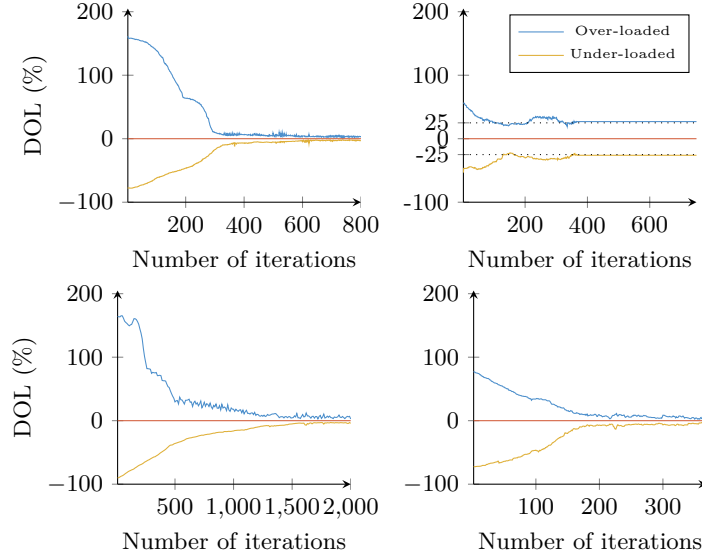 200
100
0
−100
DOL (%)
200 400 600 800
Number of iterations
200
100
25
0
-25
-100
Over-loaded
Under-loaded
200 400 600
Number of iterations
200
100
0
−100
DOL (%)
500 1,000 1,500 2,000
Number of iterations
200
100
0
−100
100 200 300
Number of iterations